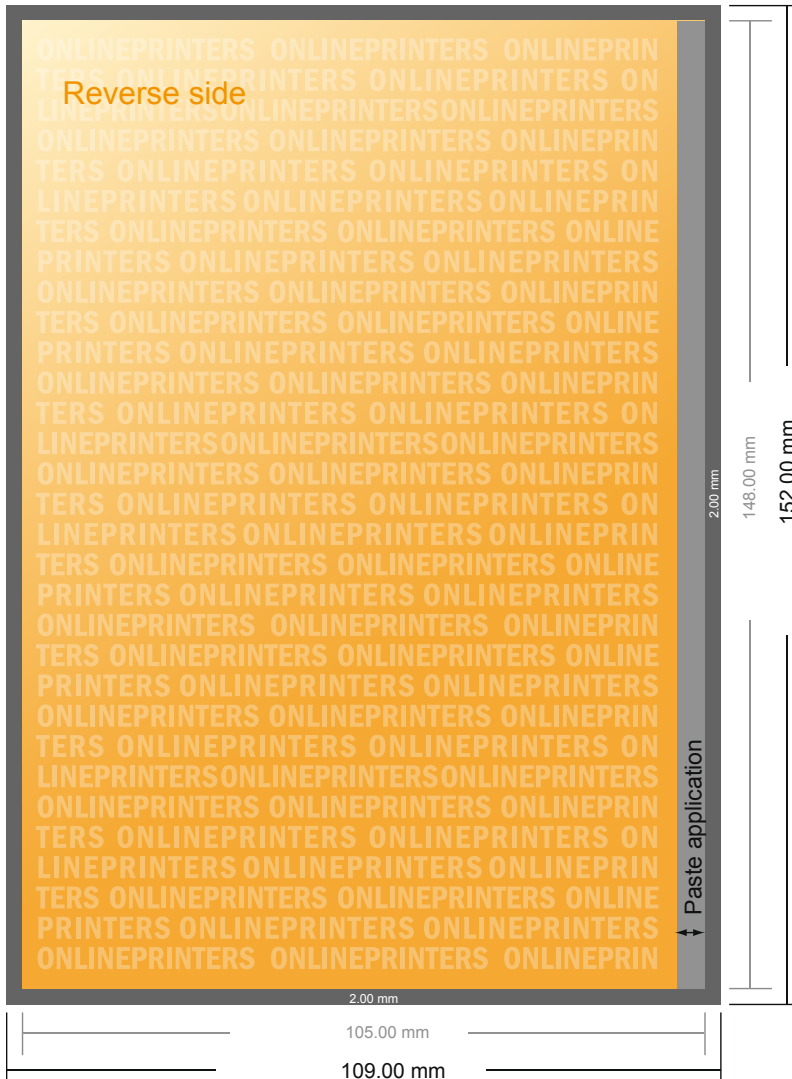 ONLINEPRINTERS ONLINEPRINTERS ONLINEPRIN
TERS ONLINEPRINTERS ONLINEPRINTERS ON
Reverse side
LINEPRINTERSONLINEPRINTERSONLINEPRINTERS
ONLINEPRINTERS ONLINEPRINTERS ONLINEPRIN
TERS ONLINEPRINTERS ONLINEPRINTERS ON
LINEPRINTERS ONLINEPRINTERS ONLINEPRIN
TERS ONLINEPRINTERS ONLINEPRINTERS ONLINE
PRINTERS ONLINEPRINTERS ONLINEPRINTERS
ONLINEPRINTERS ONLINEPRINTERS ONLINEPRIN
TERS ONLINEPRINTERS ONLINEPRINTERS ONLINE
PRINTERS ONLINEPRINTERS ONLINEPRINTERS
ONLINEPRINTERS ONLINEPRINTERS ONLINEPRIN
TERS ONLINEPRINTERS ONLINEPRINTERS ON
LINEPRINTERSONLINEPRINTERSONLINEPRINTERS
ONLINEPRINTERS ONLINEPRINTERS ONLINEPRIN
TERS ONLINEPRINTERS ONLINEPRINTERS ON
LINEPRINTERS ONLINEPRINTERS ONLINEPRIN
TERS ONLINEPRINTERS ONLINEPRINTERS ONLINE
PRINTERS ONLINEPRINTERS ONLINEPRINTERS
ONLINEPRINTERS ONLINEPRINTERS ONLINEPRIN
TERS ONLINEPRINTERS ONLINEPRINTERS ONLINE
PRINTERS ONLINEPRINTERS ONLINEPRINTERS
ONLINEPRINTERS ONLINEPRINTERS ONLINEPRIN
TERS ONLINEPRINTERS ONLINEPRINTERS ON
LINEPRINTERSONLINEPRINTERSONLINEPRINTERS
ONLINEPRINTERS ONLINEPRINTERS ONLINEPRIN
TERS ONLINEPRINTERS ONLINEPRINTERS ON
LINEPRINTERS ONLINEPRINTERS ONLINEPRIN
TERS ONLINEPRINTERS ONLINEPRINTERS ONLINE
PRINTERS ONLINEPRINTERS ONLINEPRINTERS
ONLINEPRINTERS ONLINEPRINTERS ONLINEPRIN
Paste application
2.00 mm
148.00 mm
152.00 mm
2.00 mm
105.00 mm
109.00 mm